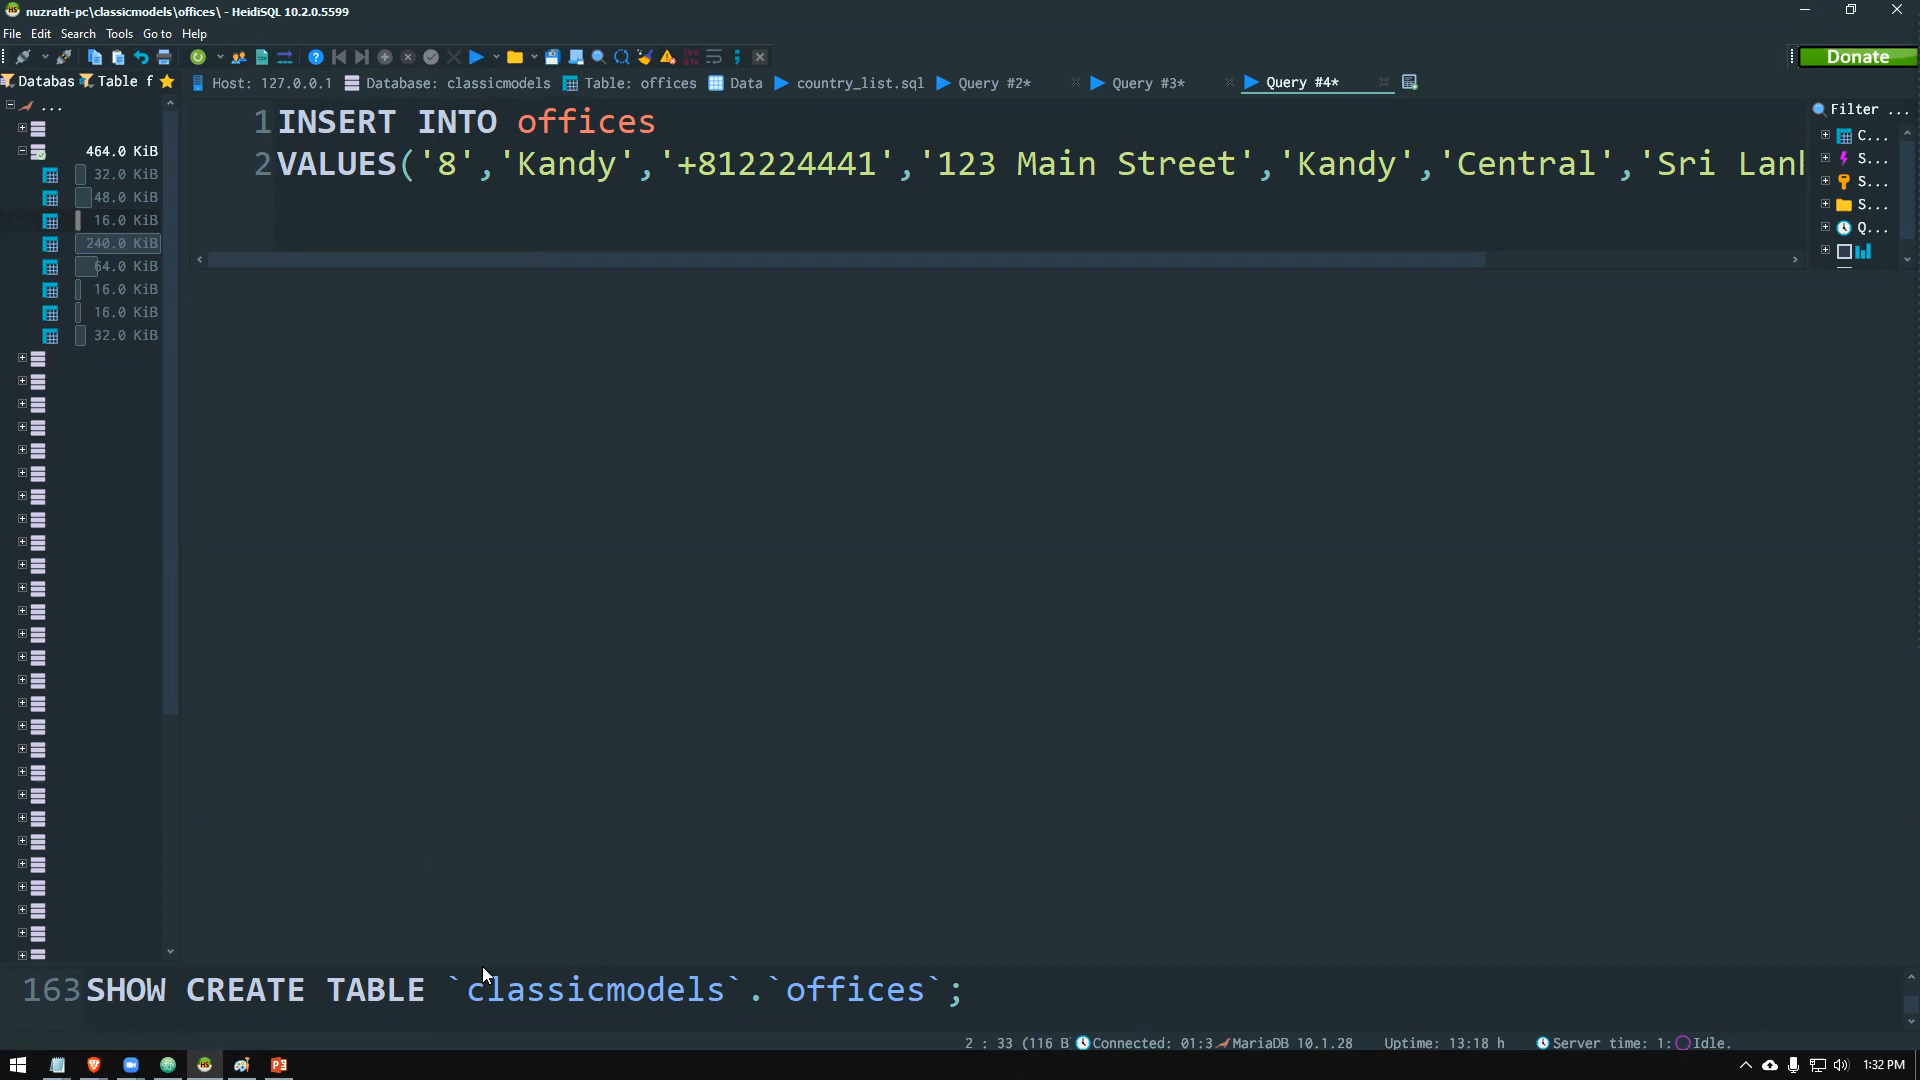 nuzrath-pc\classicmodels\offices\ - HeidiSQL 10.2.0.5599
File Edit Search Tools Go to Help
Donate
Databas Table f Host: 127.0.0.1 Database: classicmodels Table: offices Data country_list.sql Query #2* Query #3* Query #4*
...
464.0 KiB
32.0 KiB
48.0 KiB
16.0 KiB
240.0 KiB
64.0 KiB
16.0 KiB
16.0 KiB
32.0 KiB
1 INSERT INTO offices
2 VALUES('8','Kandy','+812224441','123 Main Street','Kandy','Central','Sri Lank
Filter ...
C...
S...
S...
S...
Q...
163 SHOW CREATE TABLE `classicmodels`.`offices`;
2 : 33 (116 B Connected: 01:3 MariaDB 10.1.28 Uptime: 13:18 h Server time: 1: Idle.
1:32 PM